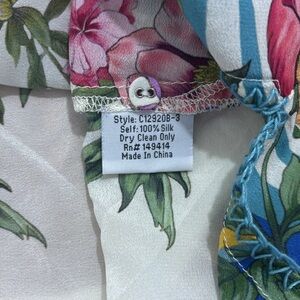 Style: C12920B-3
Self: 100% Silk
Dry Clean Only
Rn# 149414
Made In China